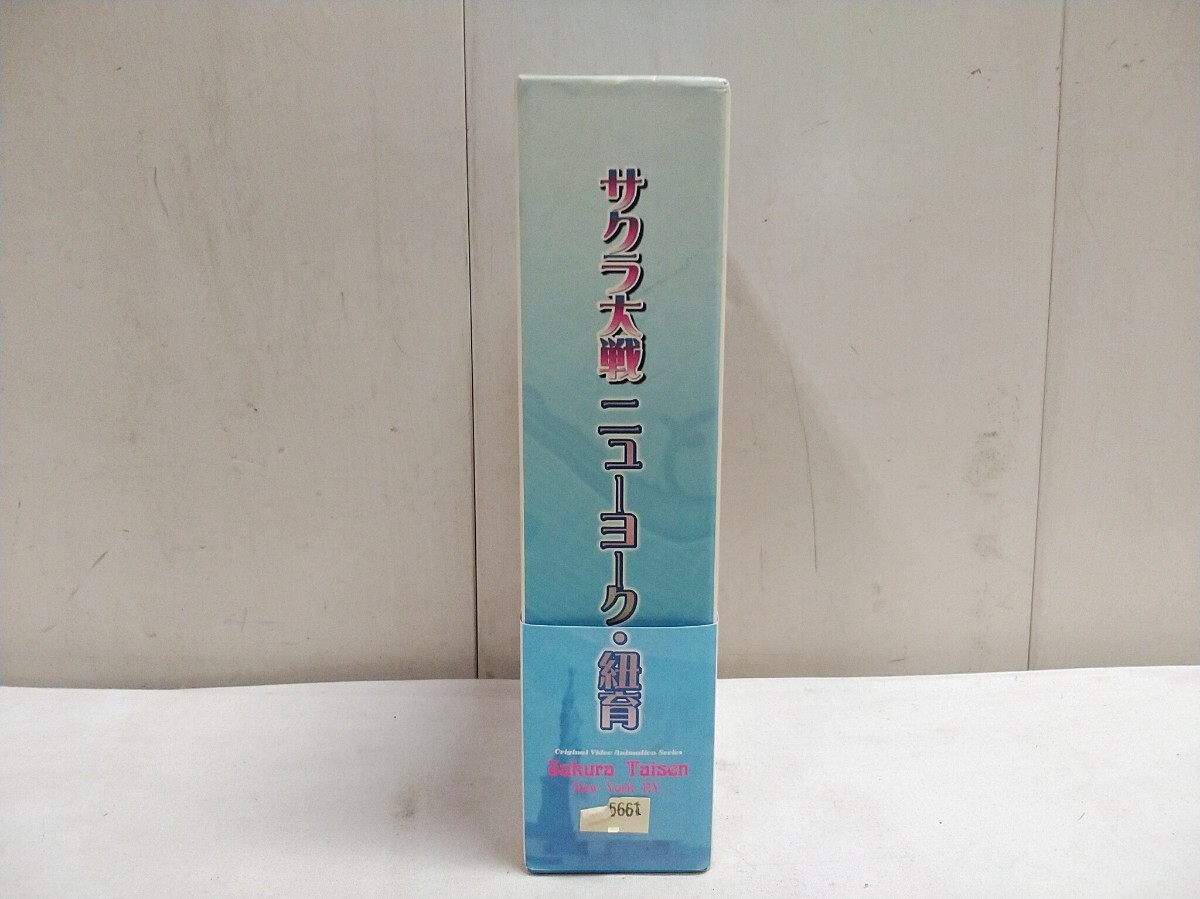 サクラ大戦 ニューヨーク・紐育
Original Video Animation Series
Sakura Taisen
New York NY.